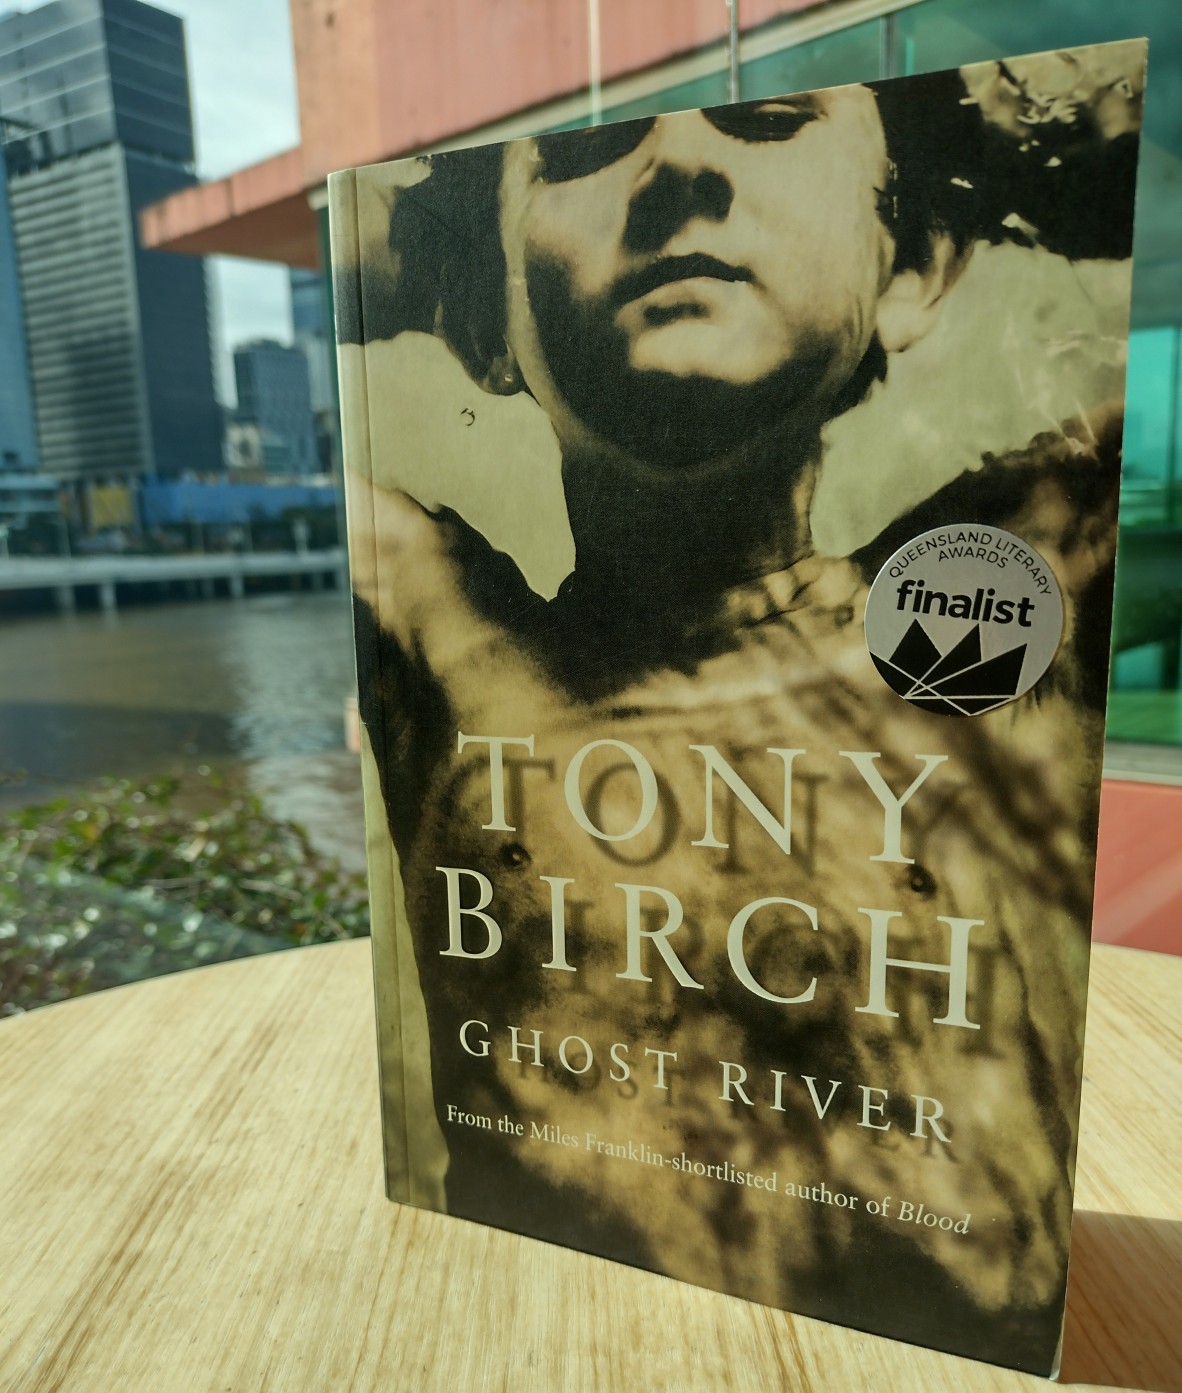 QUEENSLAND LITERARY
AWARDS
finalist
TONY
BIRCH
GHOST RIVER
From the Miles Franklin-shortlisted author of Blood